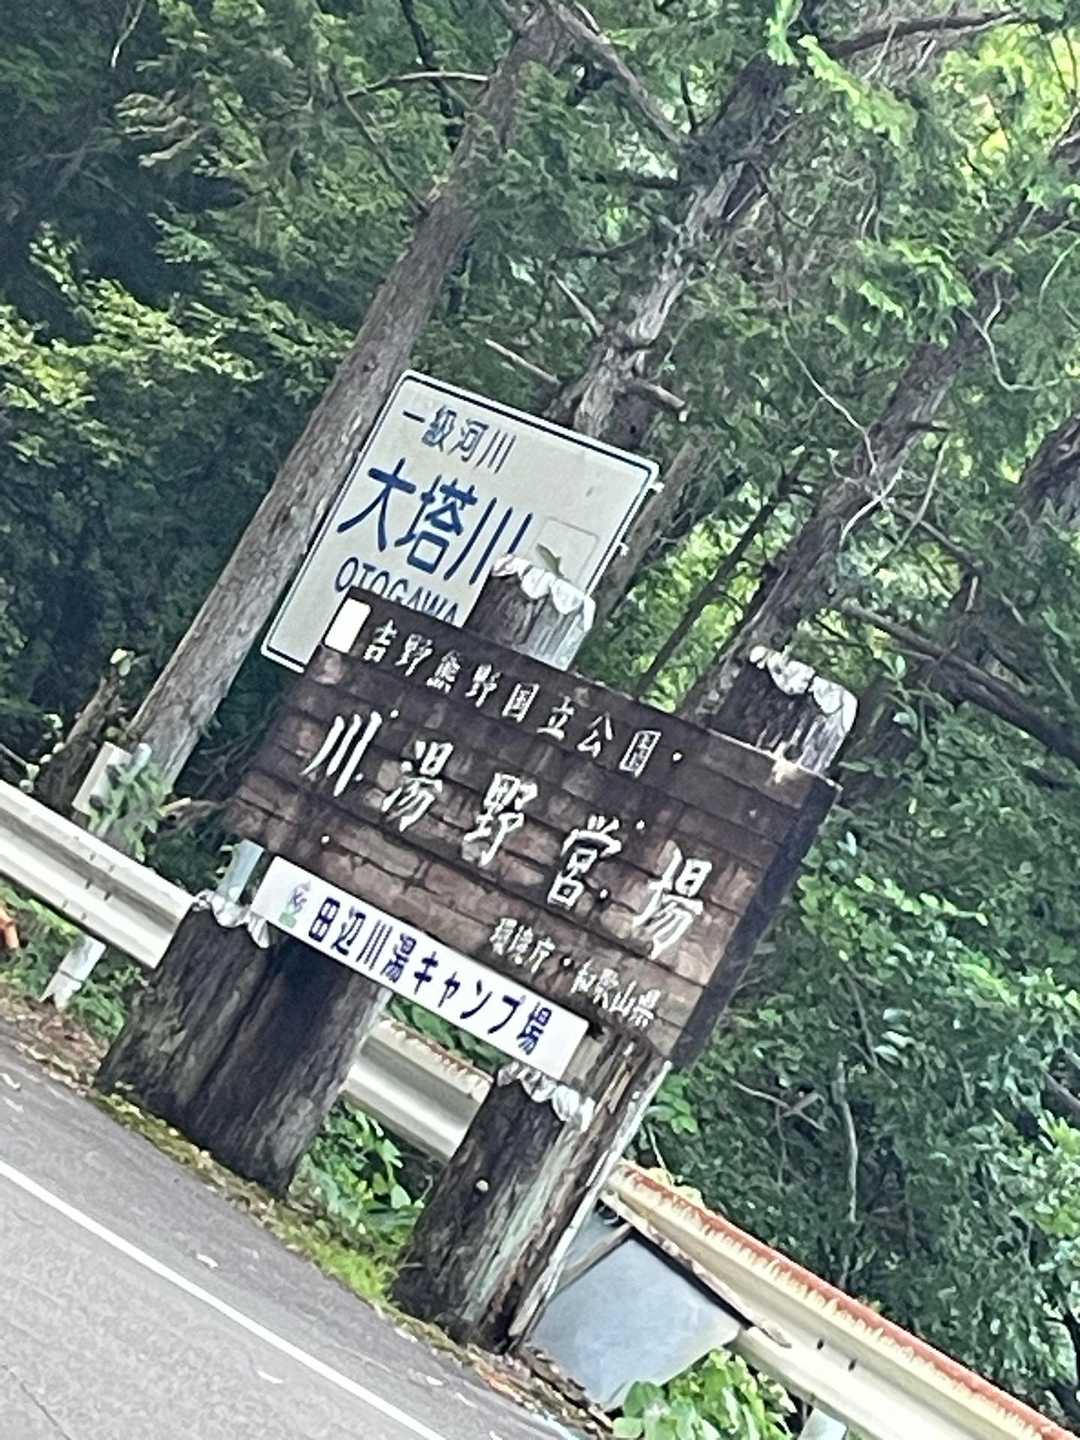 一級河川
大塔川
OTOGAWA
吉野熊野国立公園
川湯野営場
環境庁・和歌山県
田辺川湯キャンプ場